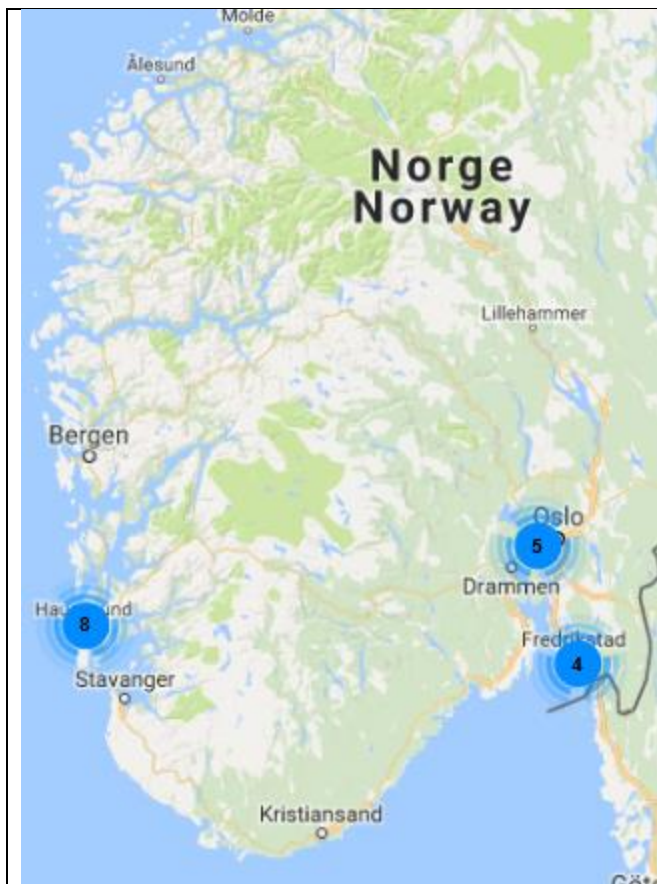 Molde
Ålesund
Norge
Norway
Lillehammer
Bergen
Oslo
5
Drammen
8
Fredrikstad
4
Stavanger
Kristiansand